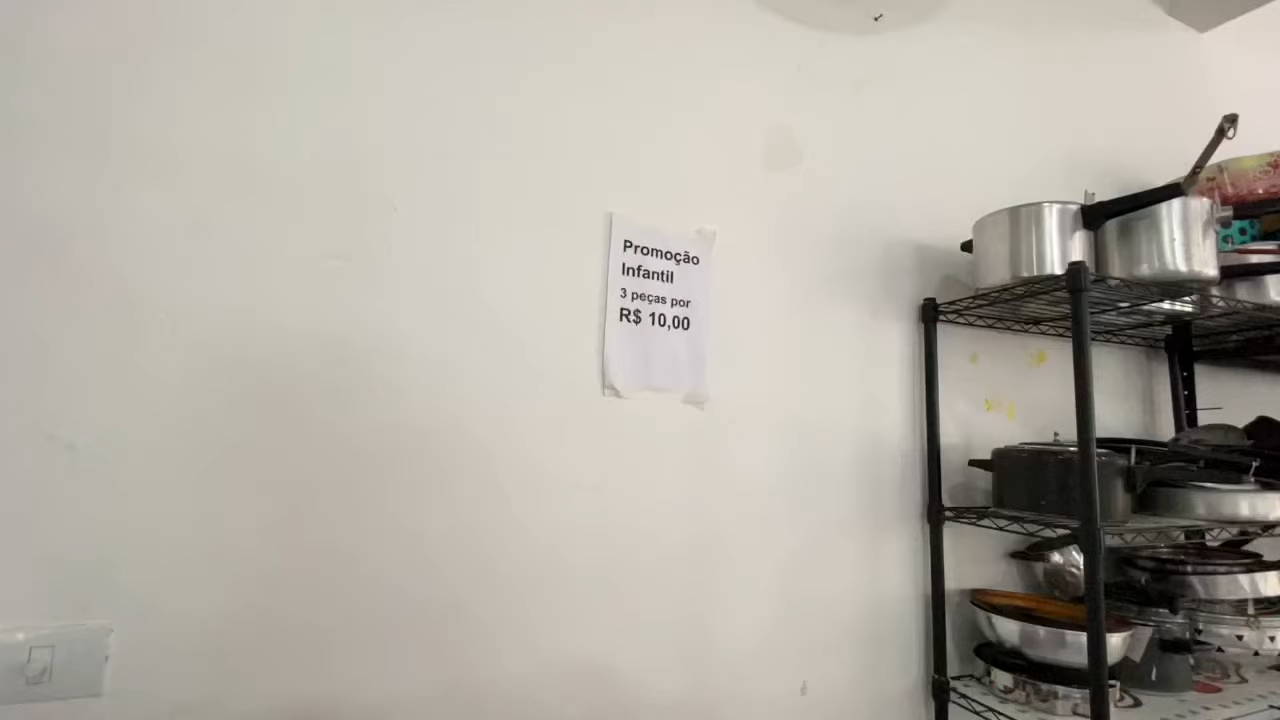 Promoção
Infantil
3 peças por
R$ 10,00